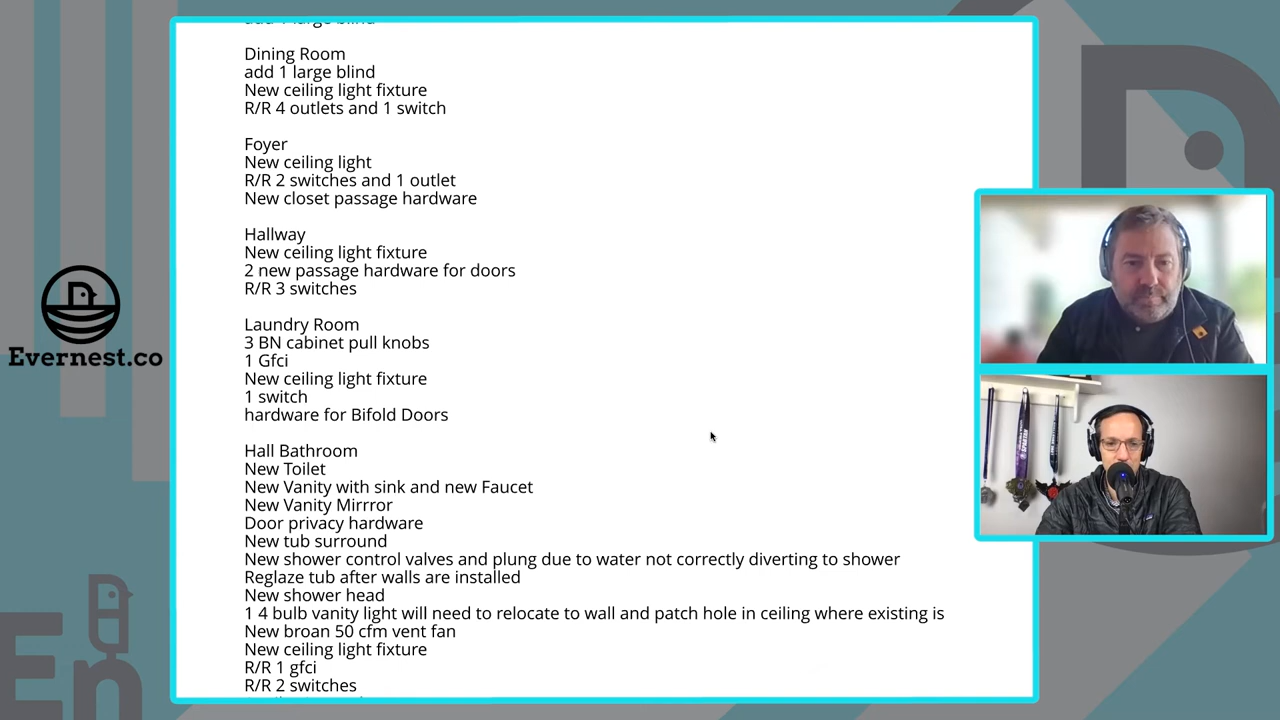 add 1 large blind
Dining Room
add 1 large blind
New ceiling light fixture
R/R 4 outlets and 1 switch
Foyer
New ceiling light
R/R 2 switches and 1 outlet
New closet passage hardware
Hallway
New ceiling light fixture
2 new passage hardware for doors
R/R 3 switches
Laundry Room
3 BN cabinet pull knobs
1 Gfci
New ceiling light fixture
1 switch
hardware for Bifold Doors
Hall Bathroom
New Toilet
New Vanity with sink and new Faucet
New Vanity Mirrror
Door privacy hardware
New tub surround
New shower control valves and plung due to water not correctly diverting to shower
Reglaze tub after walls are installed
New shower head
1 4 bulb vanity light will need to relocate to wall and patch hole in ceiling where existing is
New broan 50 cfm vent fan
New ceiling light fixture
R/R 1 gfci
R/R 2 switches
Evernest.co
En